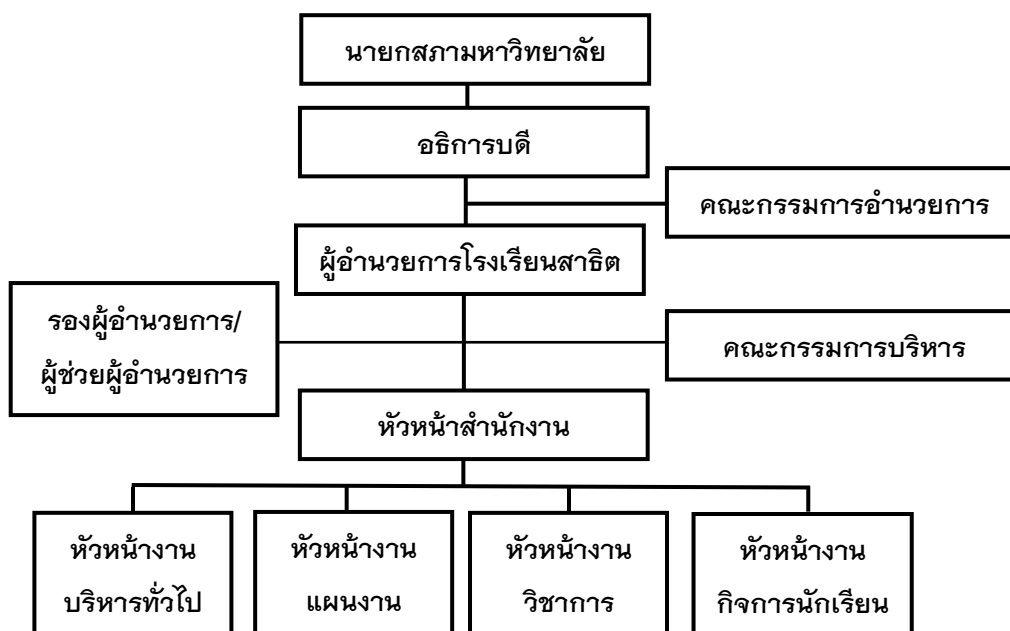 นายกสภามหาวิทยาลัย
อธิการบดี
คณะกรรมการอำนวยการ
ผู้อำนวยการโรงเรียนสาธิต
รองผู้อำนวยการ/
ผู้ช่วยผู้อำนวยการ
คณะกรรมการบริหาร
หัวหน้าสำนักงาน
หัวหน้างาน
บริหารทั่วไป
หัวหน้างาน
แผนงาน
หัวหน้างาน
วิชาการ
หัวหน้างาน
กิจการนักเรียน